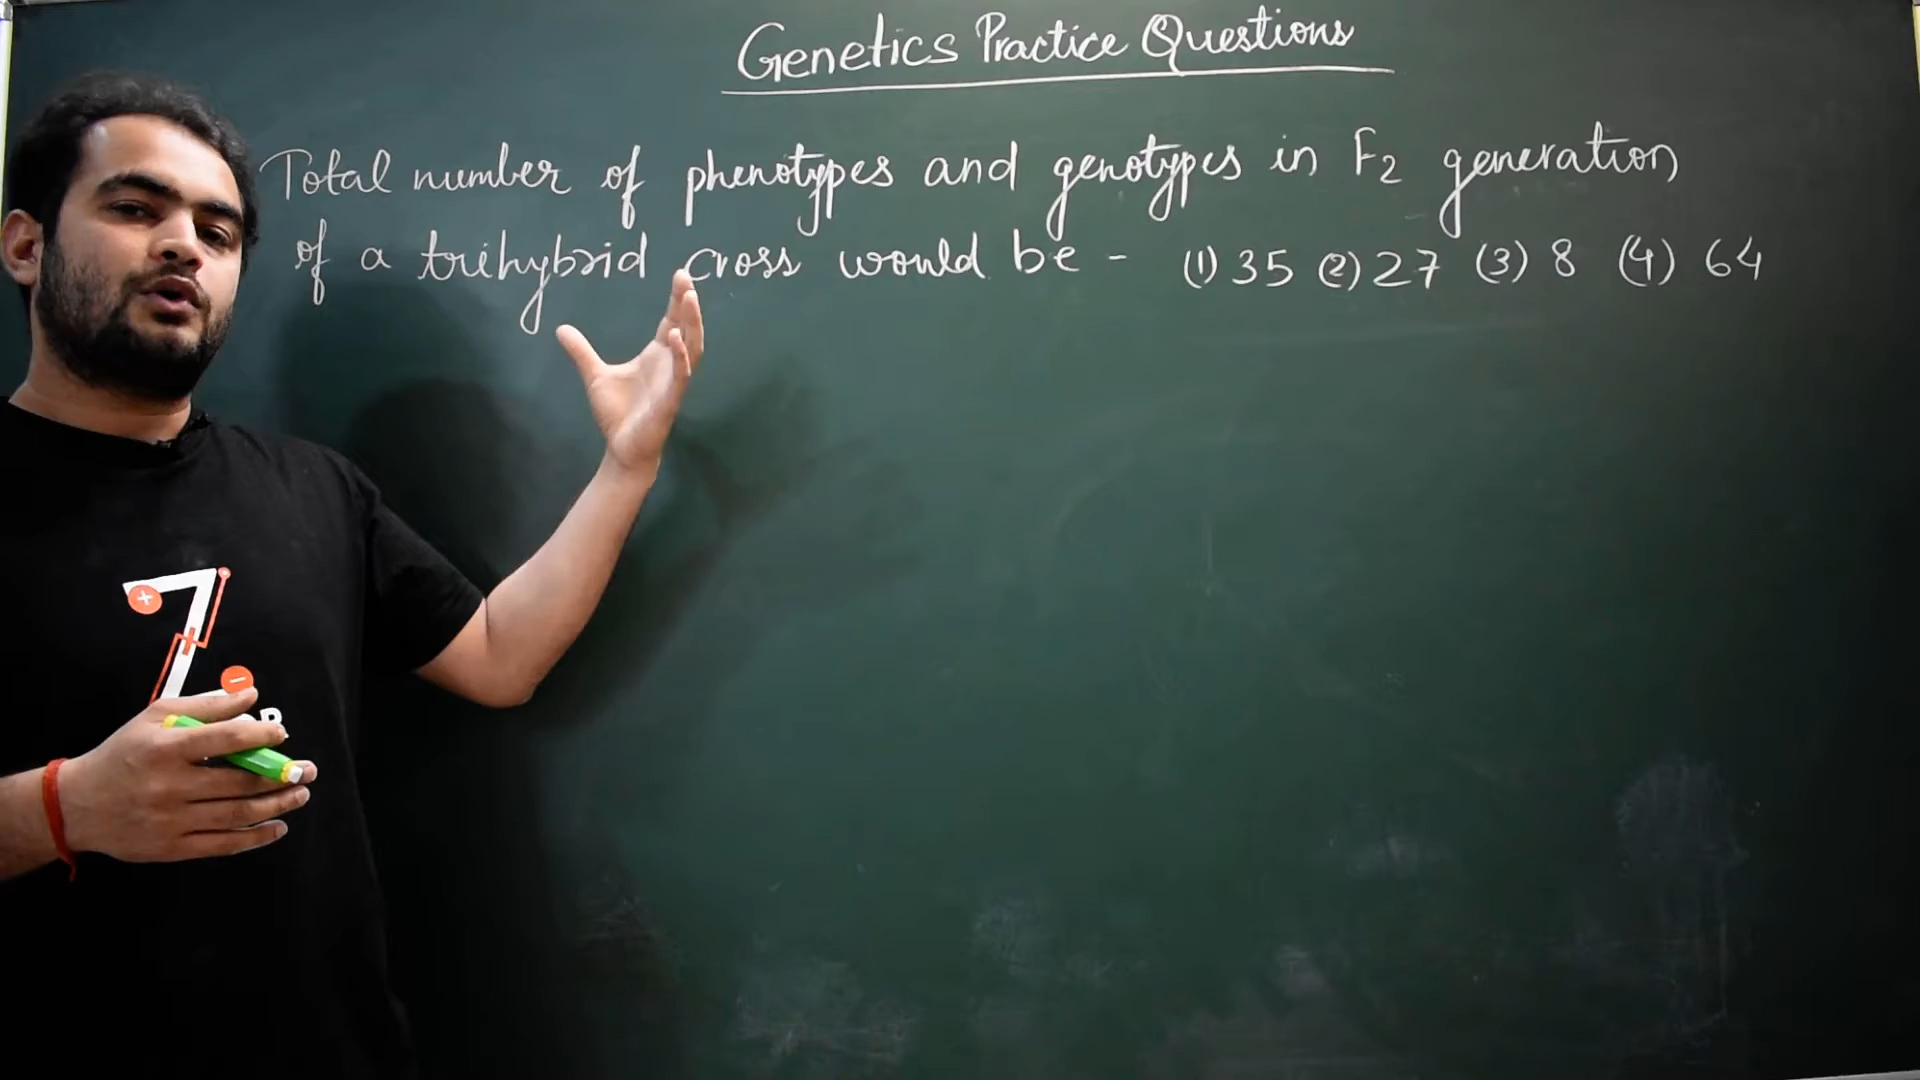 Genetics Practice Questions
Total number of phenotypes and genotypes in F2 generation
of a trihybrid cross would be - (1) 35 (2) 27 (3) 8 (4) 64